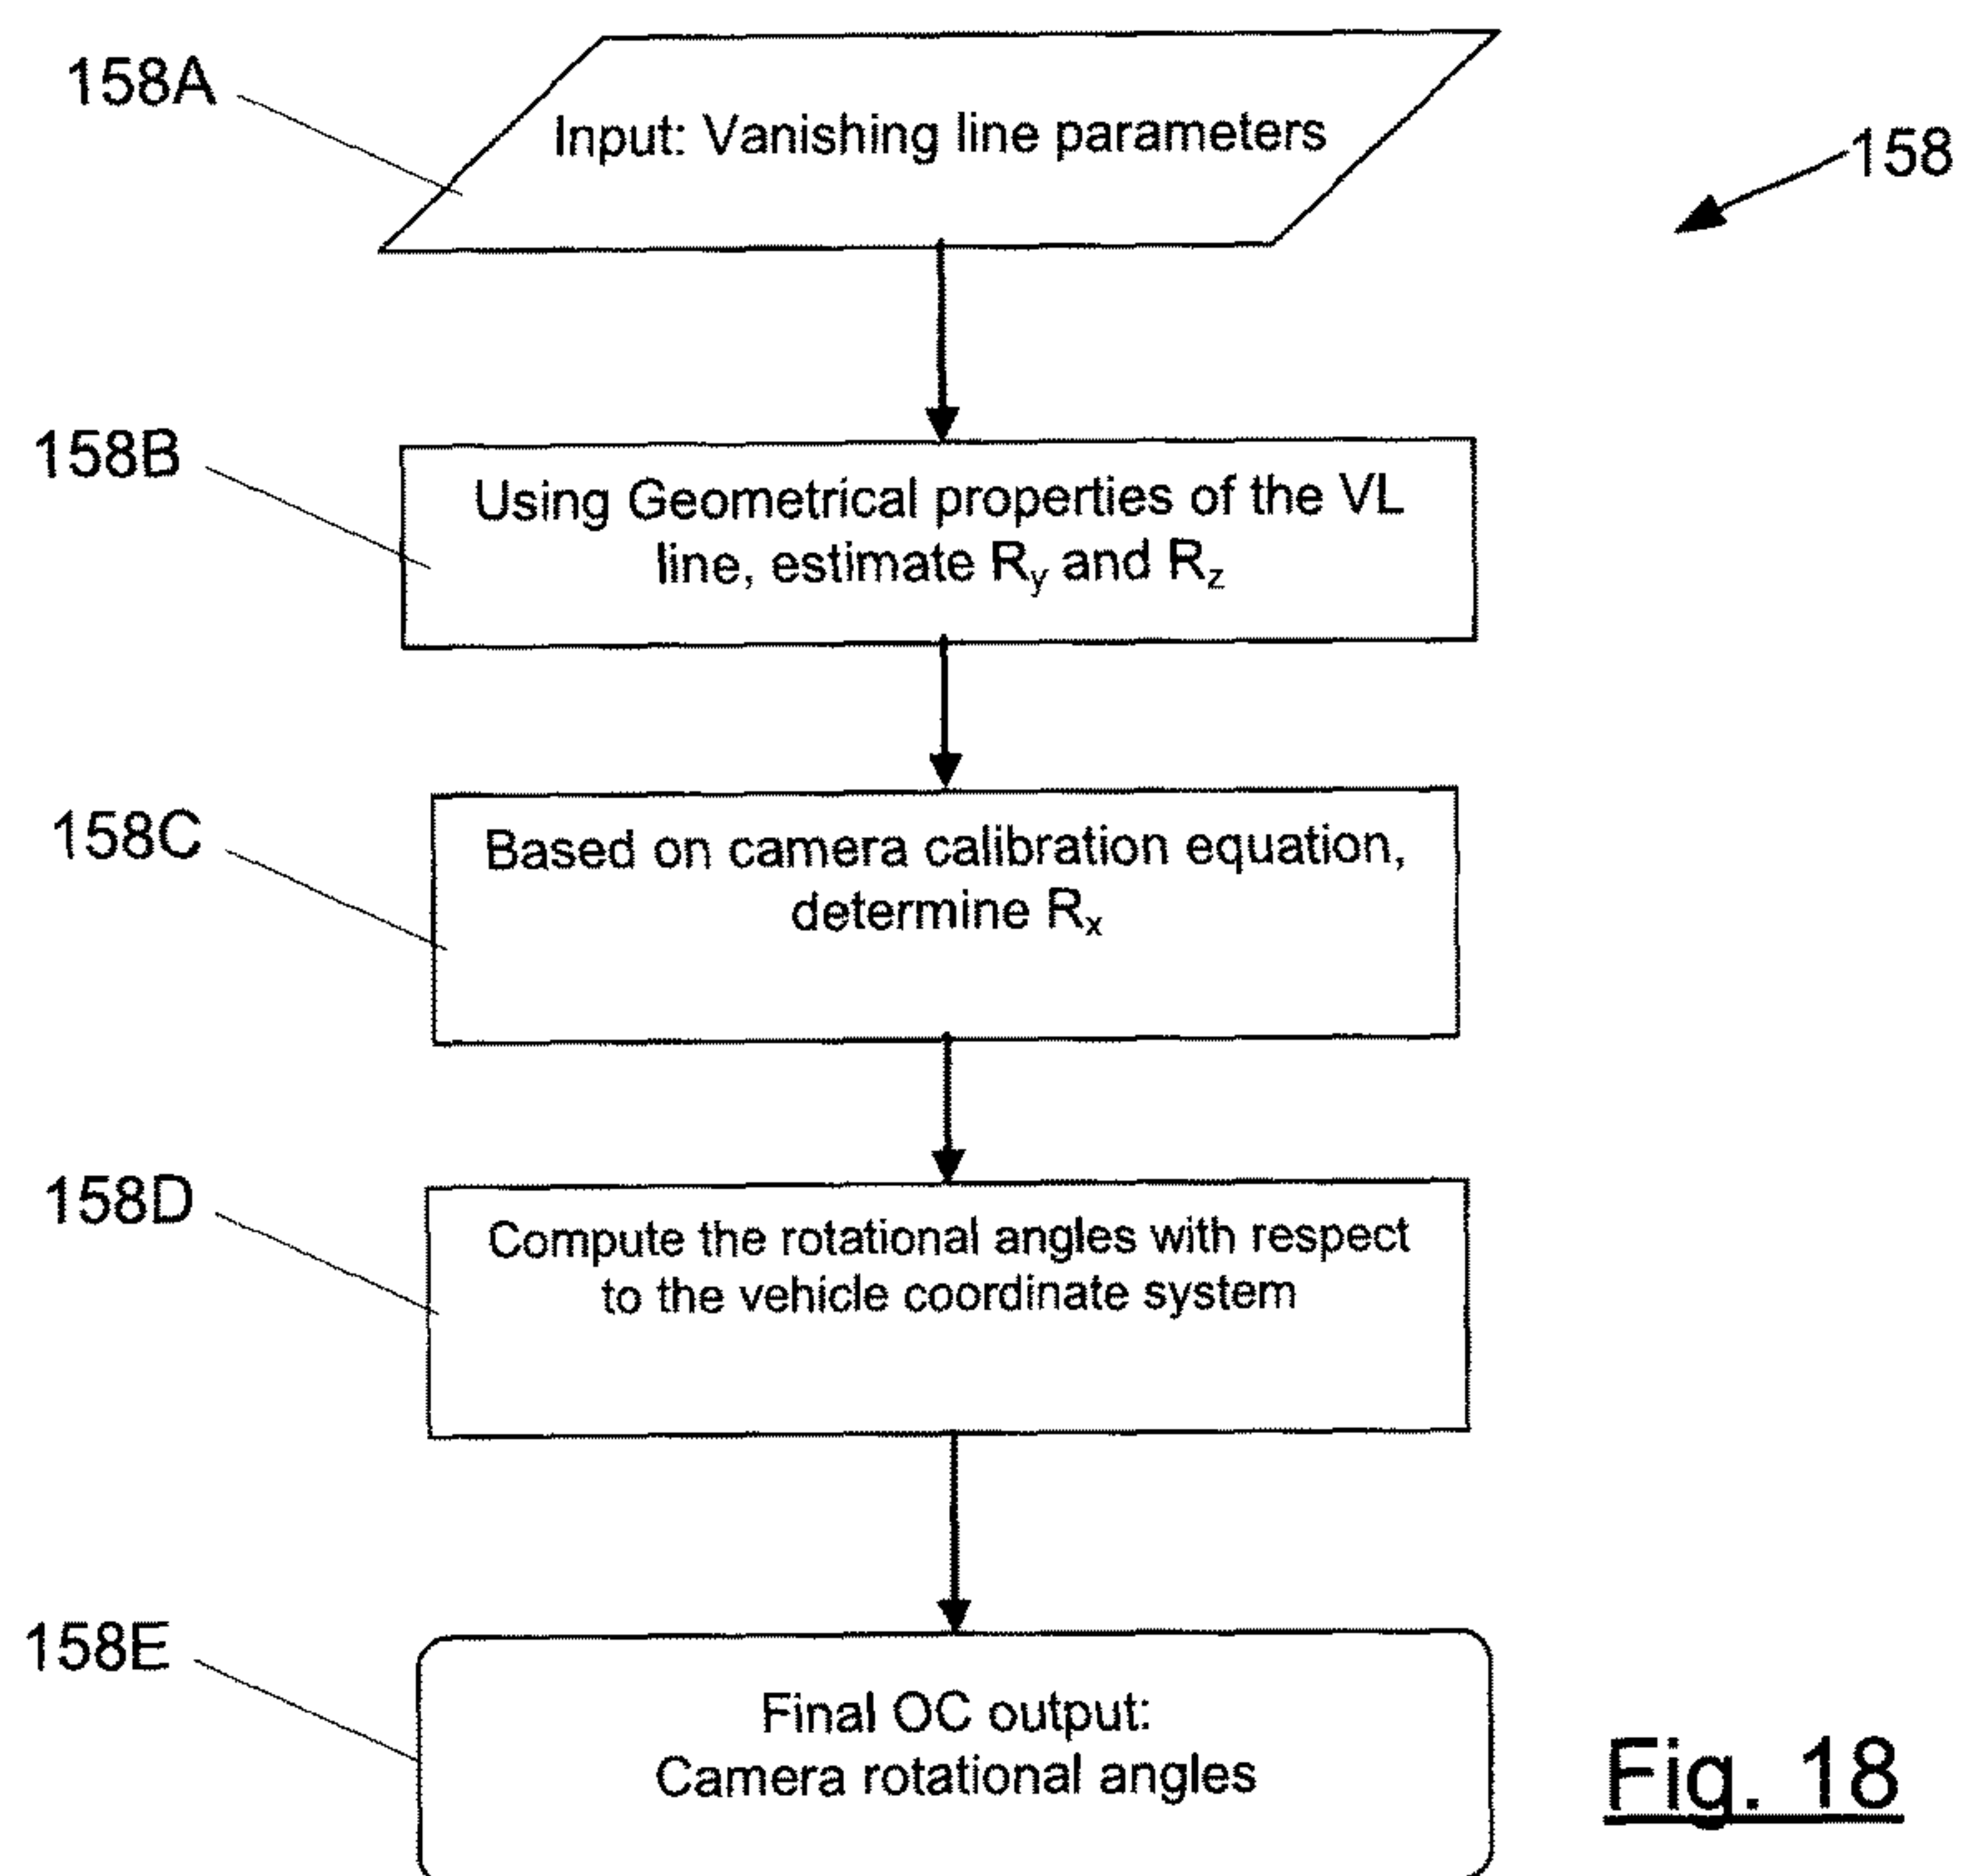 158A
Input: Vanishing line parameters
158
158B
Using Geometrical properties of the VL
line, estimate Ry and Rz
158C
Based on camera calibration equation,
determine Rx
158D
Compute the rotational angles with respect
to the vehicle coordinate system
158E
Final OC output:
Camera rotational angles
Fig. 18